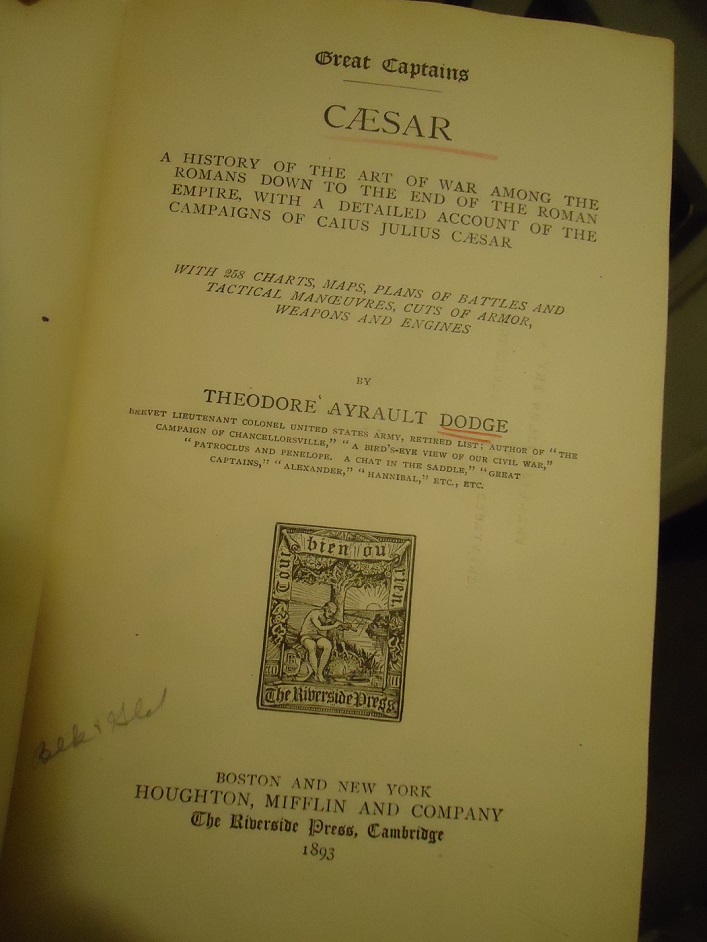 Great Captains
CÆSAR
A HISTORY OF THE ART OF WAR AMONG THE
ROMANS DOWN TO THE END OF THE ROMAN
EMPIRE, WITH A DETAILED ACCOUNT OF THE
CAMPAIGNS OF CAIUS JULIUS CÆSAR
WITH 258 CHARTS, MAPS, PLANS OF BATTLES AND
TACTICAL MANŒUVRES, CUTS OF ARMOR,
WEAPONS AND ENGINES
BY
THEODORE AYRAULT DODGE
BREVET LIEUTENANT COLONEL UNITED STATES ARMY, RETIRED LIST; AUTHOR OF "THE
CAMPAIGN OF CHANCELLORSVILLE," "A BIRD'S-EYE VIEW OF OUR CIVIL WAR,"
"PATROCLUS AND PENELOPE. A CHAT IN THE SADDLE," "GREAT
CAPTAINS," "ALEXANDER," "HANNIBAL," ETC., ETC.
Tout bien ou rien
The Riverside Press
BOSTON AND NEW YORK
HOUGHTON, MIFFLIN AND COMPANY
The Riverside Press, Cambridge
1893